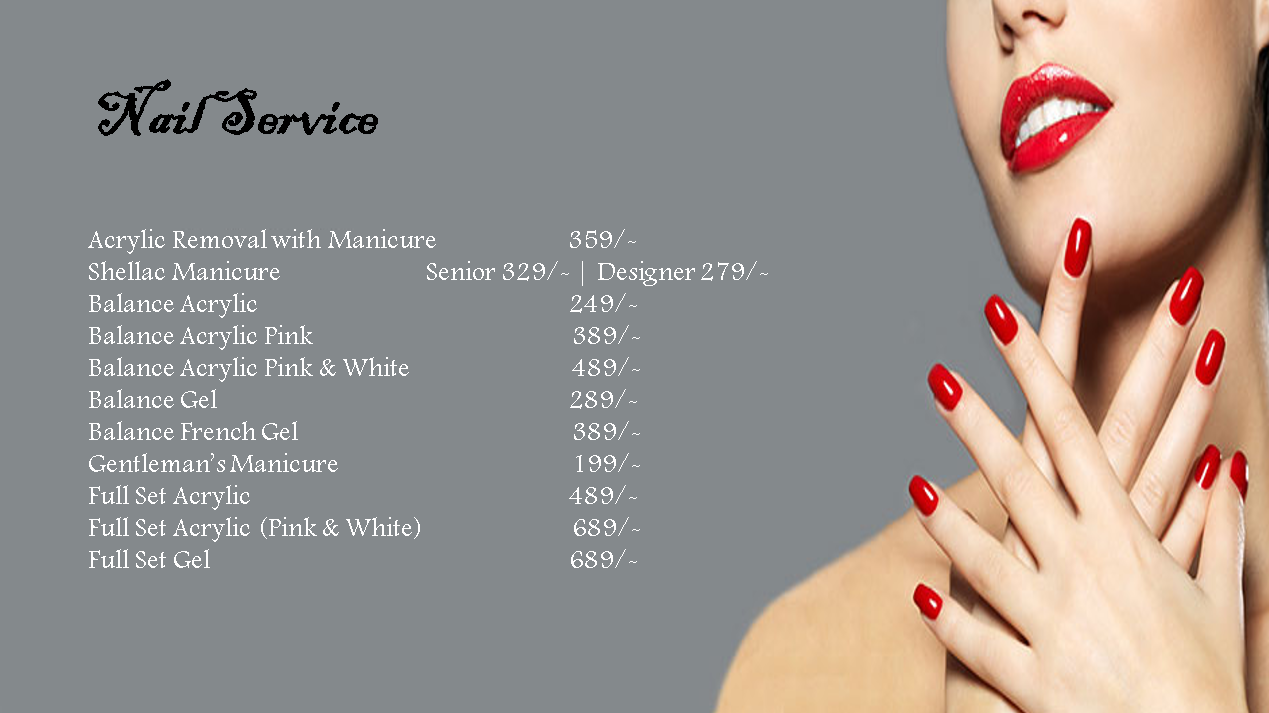 Nail Service
Acrylic Removal with Manicure 359/~
Shellac Manicure Senior 329/~ | Designer 279/~
Balance Acrylic 249/~
Balance Acrylic Pink 389/~
Balance Acrylic Pink & White 489/~
Balance Gel 289/~
Balance French Gel 389/~
Gentleman’s Manicure 199/~
Full Set Acrylic 489/~
Full Set Acrylic (Pink & White) 689/~
Full Set Gel 689/~